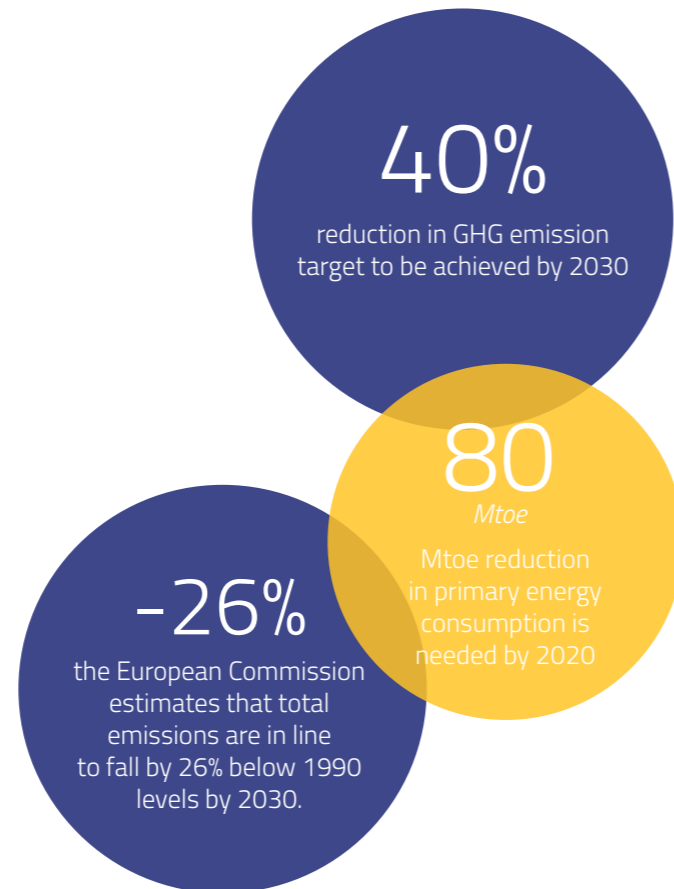 40%
reduction in GHG emission
target to be achieved by 2030
80
Mtoe
Mtoe reduction
in primary energy
consumption is
needed by 2020
-26%
the European Commission
estimates that total
emissions are in line
to fall by 26% below 1990
levels by 2030.